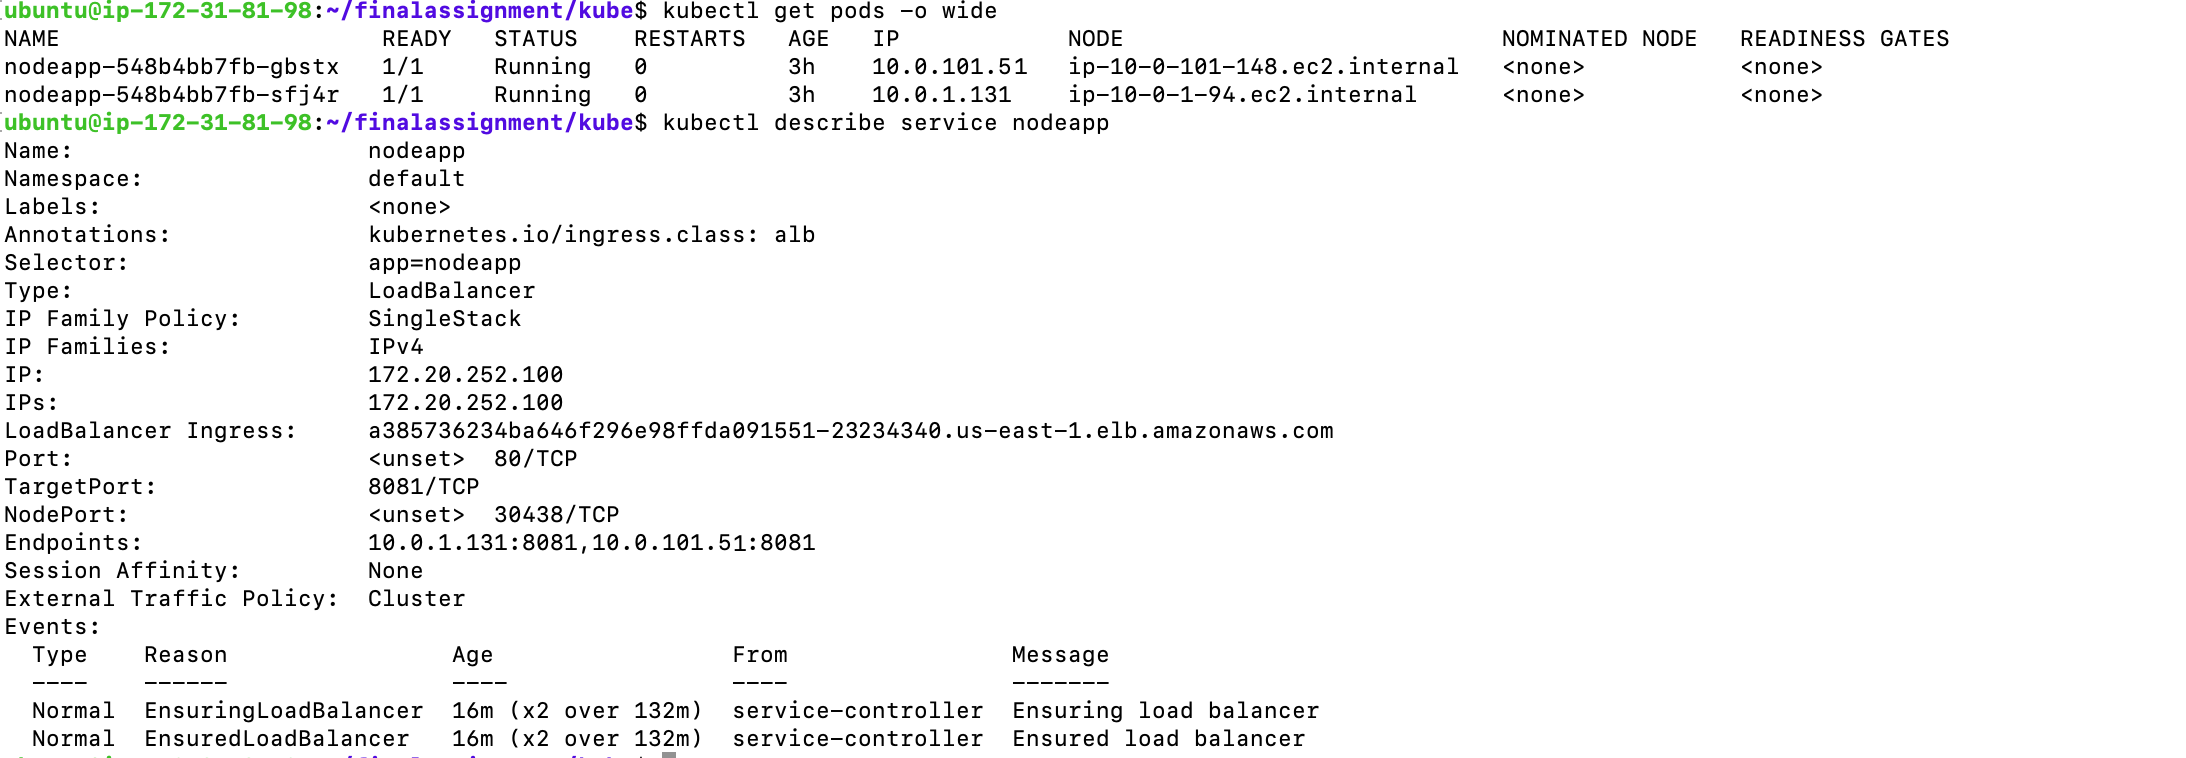 ubuntu@ip-172-31-81-98:~/finalassignment/kube$ kubectl get pods -o wide
NAME READY STATUS RESTARTS AGE IP NODE NOMINATED NODE READINESS GATES
nodeapp-548b4bb7fb-gbstx 1/1 Running 0 3h 10.0.101.51 ip-10-0-101-148.ec2.internal <none> <none>
nodeapp-548b4bb7fb-sfj4r 1/1 Running 0 3h 10.0.1.131 ip-10-0-1-94.ec2.internal <none> <none>
ubuntu@ip-172-31-81-98:~/finalassignment/kube$ kubectl describe service nodeapp
Name: nodeapp
Namespace: default
Labels: <none>
Annotations: kubernetes.io/ingress.class: alb
Selector: app=nodeapp
Type: LoadBalancer
IP Family Policy: SingleStack
IP Families: IPv4
IP: 172.20.252.100
IPs: 172.20.252.100
LoadBalancer Ingress: a385736234ba646f296e98ffda091551-23234340.us-east-1.elb.amazonaws.com
Port: <unset> 80/TCP
TargetPort: 8081/TCP
NodePort: <unset> 30438/TCP
Endpoints: 10.0.1.131:8081,10.0.101.51:8081
Session Affinity: None
External Traffic Policy: Cluster
Events:
Type Reason Age From Message
---- ------ ---- ---- -------
Normal EnsuringLoadBalancer 16m (x2 over 132m) service-controller Ensuring load balancer
Normal EnsuredLoadBalancer 16m (x2 over 132m) service-controller Ensured load balancer